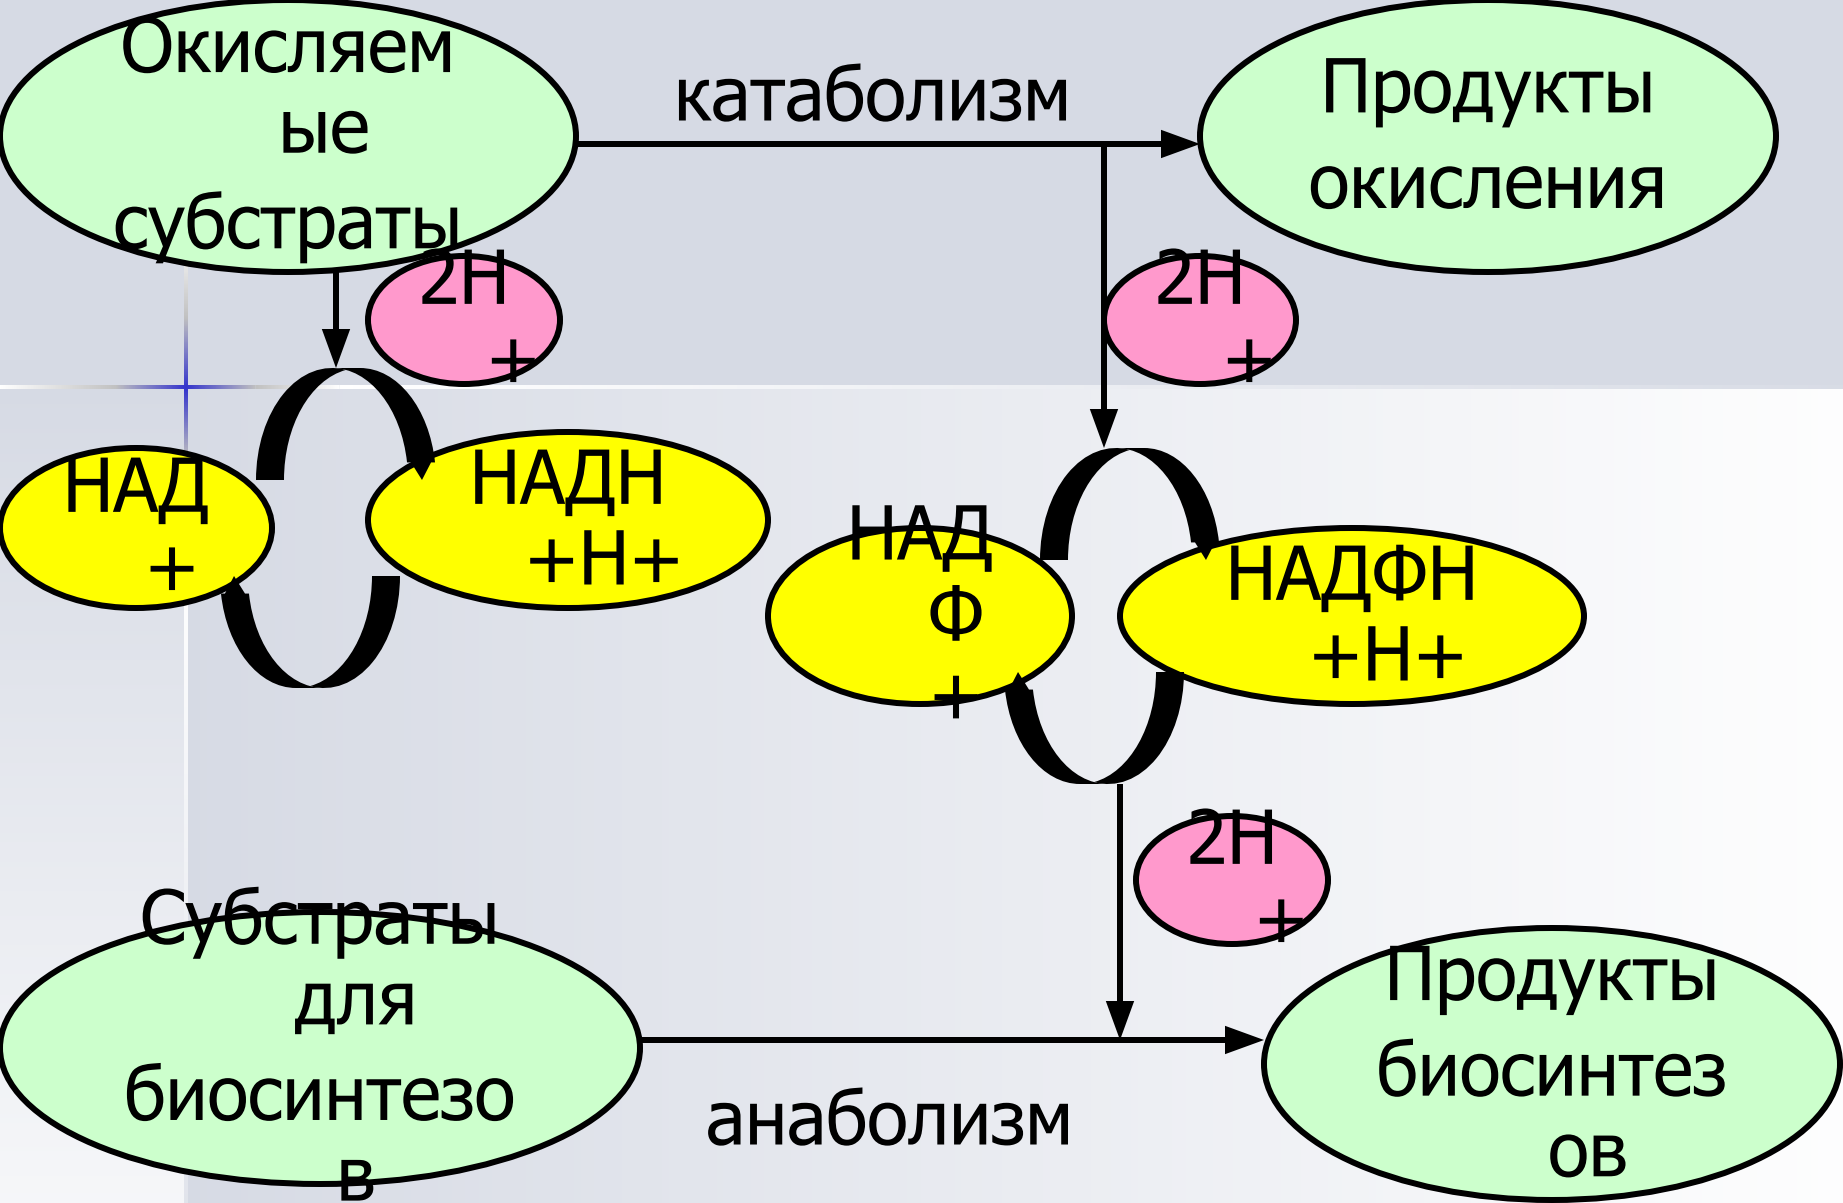 Окисляем
ые
субстраты
катаболизм
Продукты
окисления
2Н
+
2Н
+
НАД
+
НАДН
+Н+
НАД
Ф
+
НАДФН
+Н+
2Н
+
Субстраты
для
биосинтезо
в
анаболизм
Продукты
биосинтез
ов